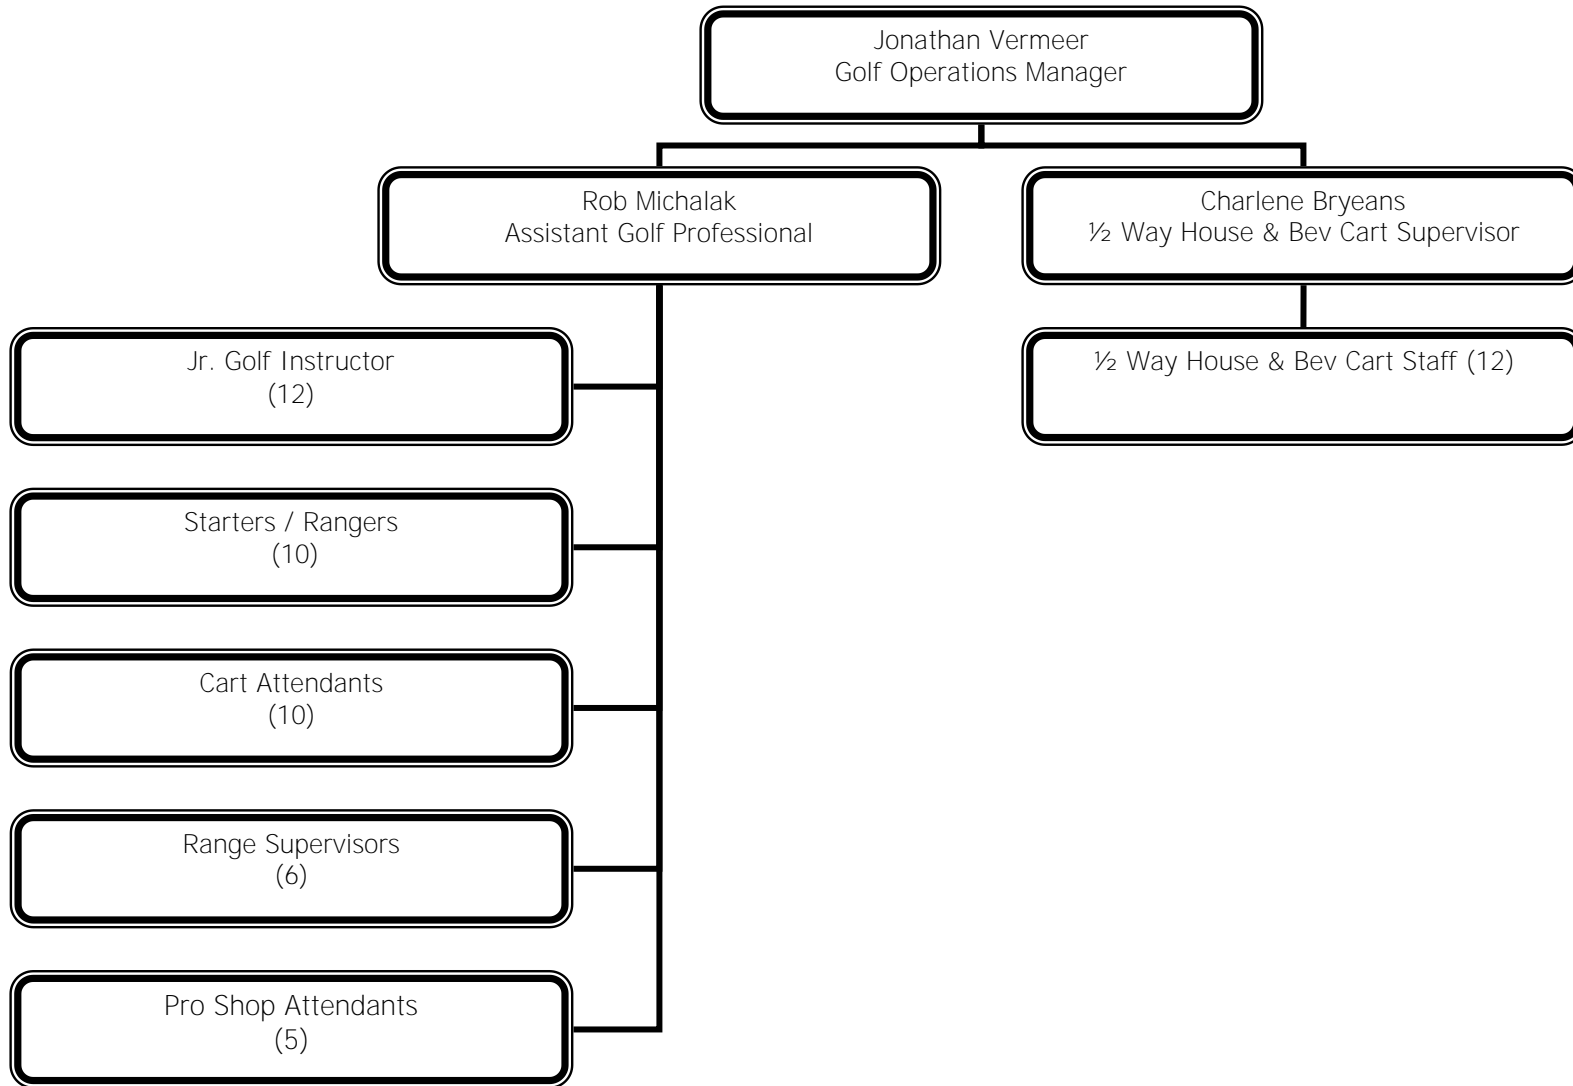 Jonathan Vermeer
Golf Operations Manager
Rob Michalak
Assistant Golf Professional
Charlene Bryeans
½ Way House & Bev Cart Supervisor
Jr. Golf Instructor
(12)
½ Way House & Bev Cart Staff (12)
Starters / Rangers
(10)
Cart Attendants
(10)
Range Supervisors
(6)
Pro Shop Attendants
(5)